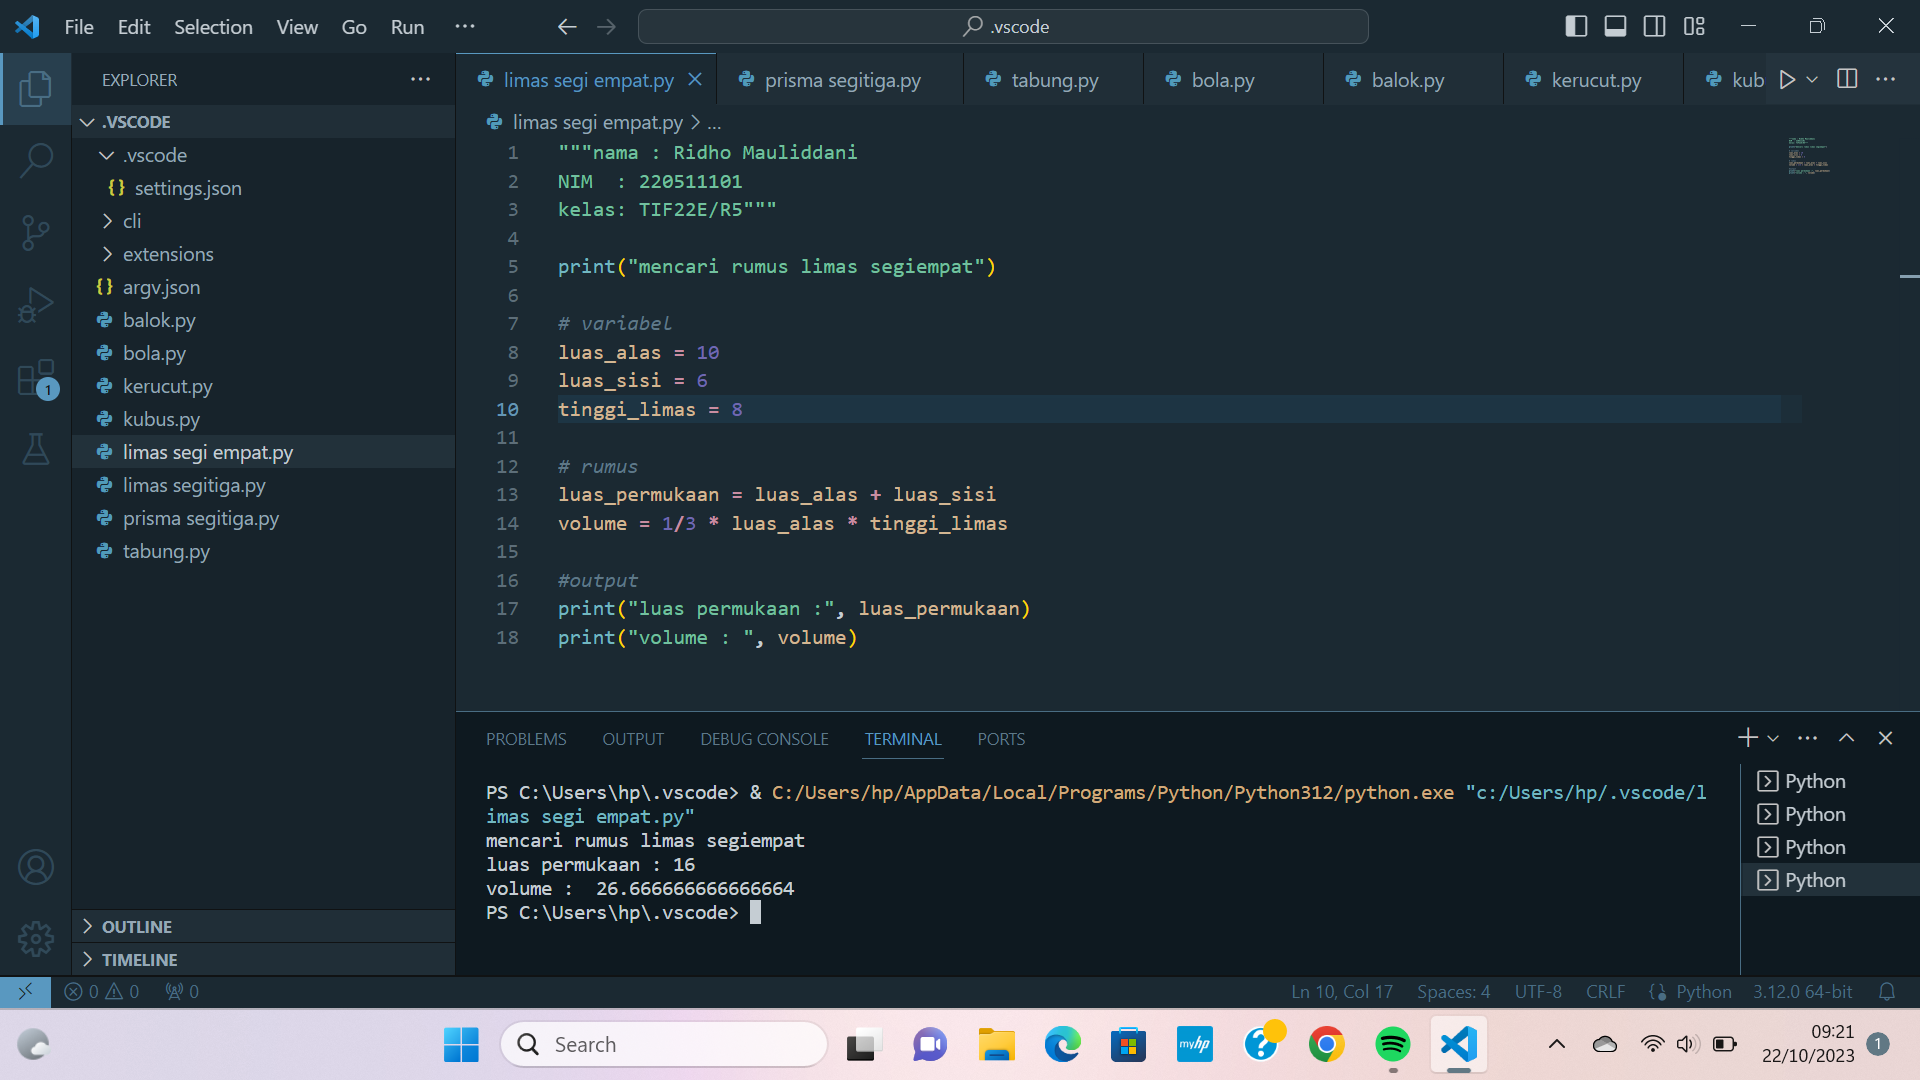 File Edit Selection View Go Run ···
.vscode
EXPLORER ···
limas segi empat.py prisma segitiga.py tabung.py bola.py balok.py kerucut.py kub
.VSCODE
.vscode
{} settings.json
cli
extensions
{} argv.json
balok.py
bola.py
kerucut.py
kubus.py
limas segi empat.py
limas segitiga.py
prisma segitiga.py
tabung.py
OUTLINE
TIMELINE
1
limas segi empat.py > ...
1 """nama : Ridho Mauliddani
2 NIM  : 220511101
3 kelas: TIF22E/R5"""
4
5 print("mencari rumus limas segiempat")
6
7 # variabel
8 luas_alas = 10
9 luas_sisi = 6
10 tinggi_limas = 8
11
12 # rumus
13 luas_permukaan = luas_alas + luas_sisi
14 volume = 1/3 * luas_alas * tinggi_limas
15
16 #output
17 print("luas permukaan :", luas_permukaan)
18 print("volume : ", volume)
PROBLEMS OUTPUT DEBUG CONSOLE TERMINAL PORTS
PS C:\Users\hp\.vscode> & C:/Users/hp/AppData/Local/Programs/Python/Python312/python.exe "c:/Users/hp/.vscode/l
imas segi empat.py"
mencari rumus limas segiempat
luas permukaan : 16
volume :  26.666666666666664
PS C:\Users\hp\.vscode>
Python
Python
Python
Python
0 0 0
Ln 10, Col 17 Spaces: 4 UTF-8 CRLF Python 3.12.0 64-bit
Search
myhp
09:21
22/10/2023
1